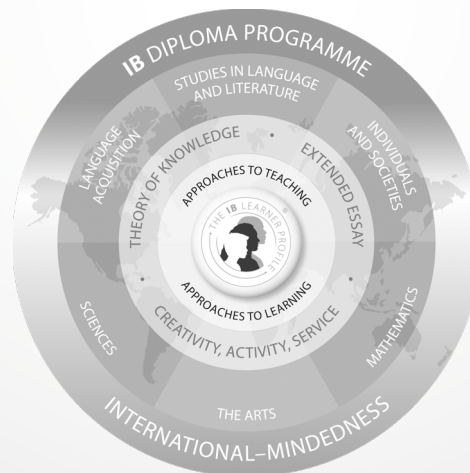 IB DIPLOMA PROGRAMME
STUDIES IN LANGUAGE
AND LITERATURE
LANGUAGE
ACQUISITION
INDIVIDUALS
AND SOCIETIES
THEORY OF KNOWLEDGE
EXTENDED ESSAY
APPROACHES TO TEACHING
THE IB LEARNER PROFILE
®
APPROACHES TO LEARNING
CREATIVITY, ACTIVITY, SERVICE
SCIENCES
MATHEMATICS
THE ARTS
INTERNATIONAL–MINDEDNESS